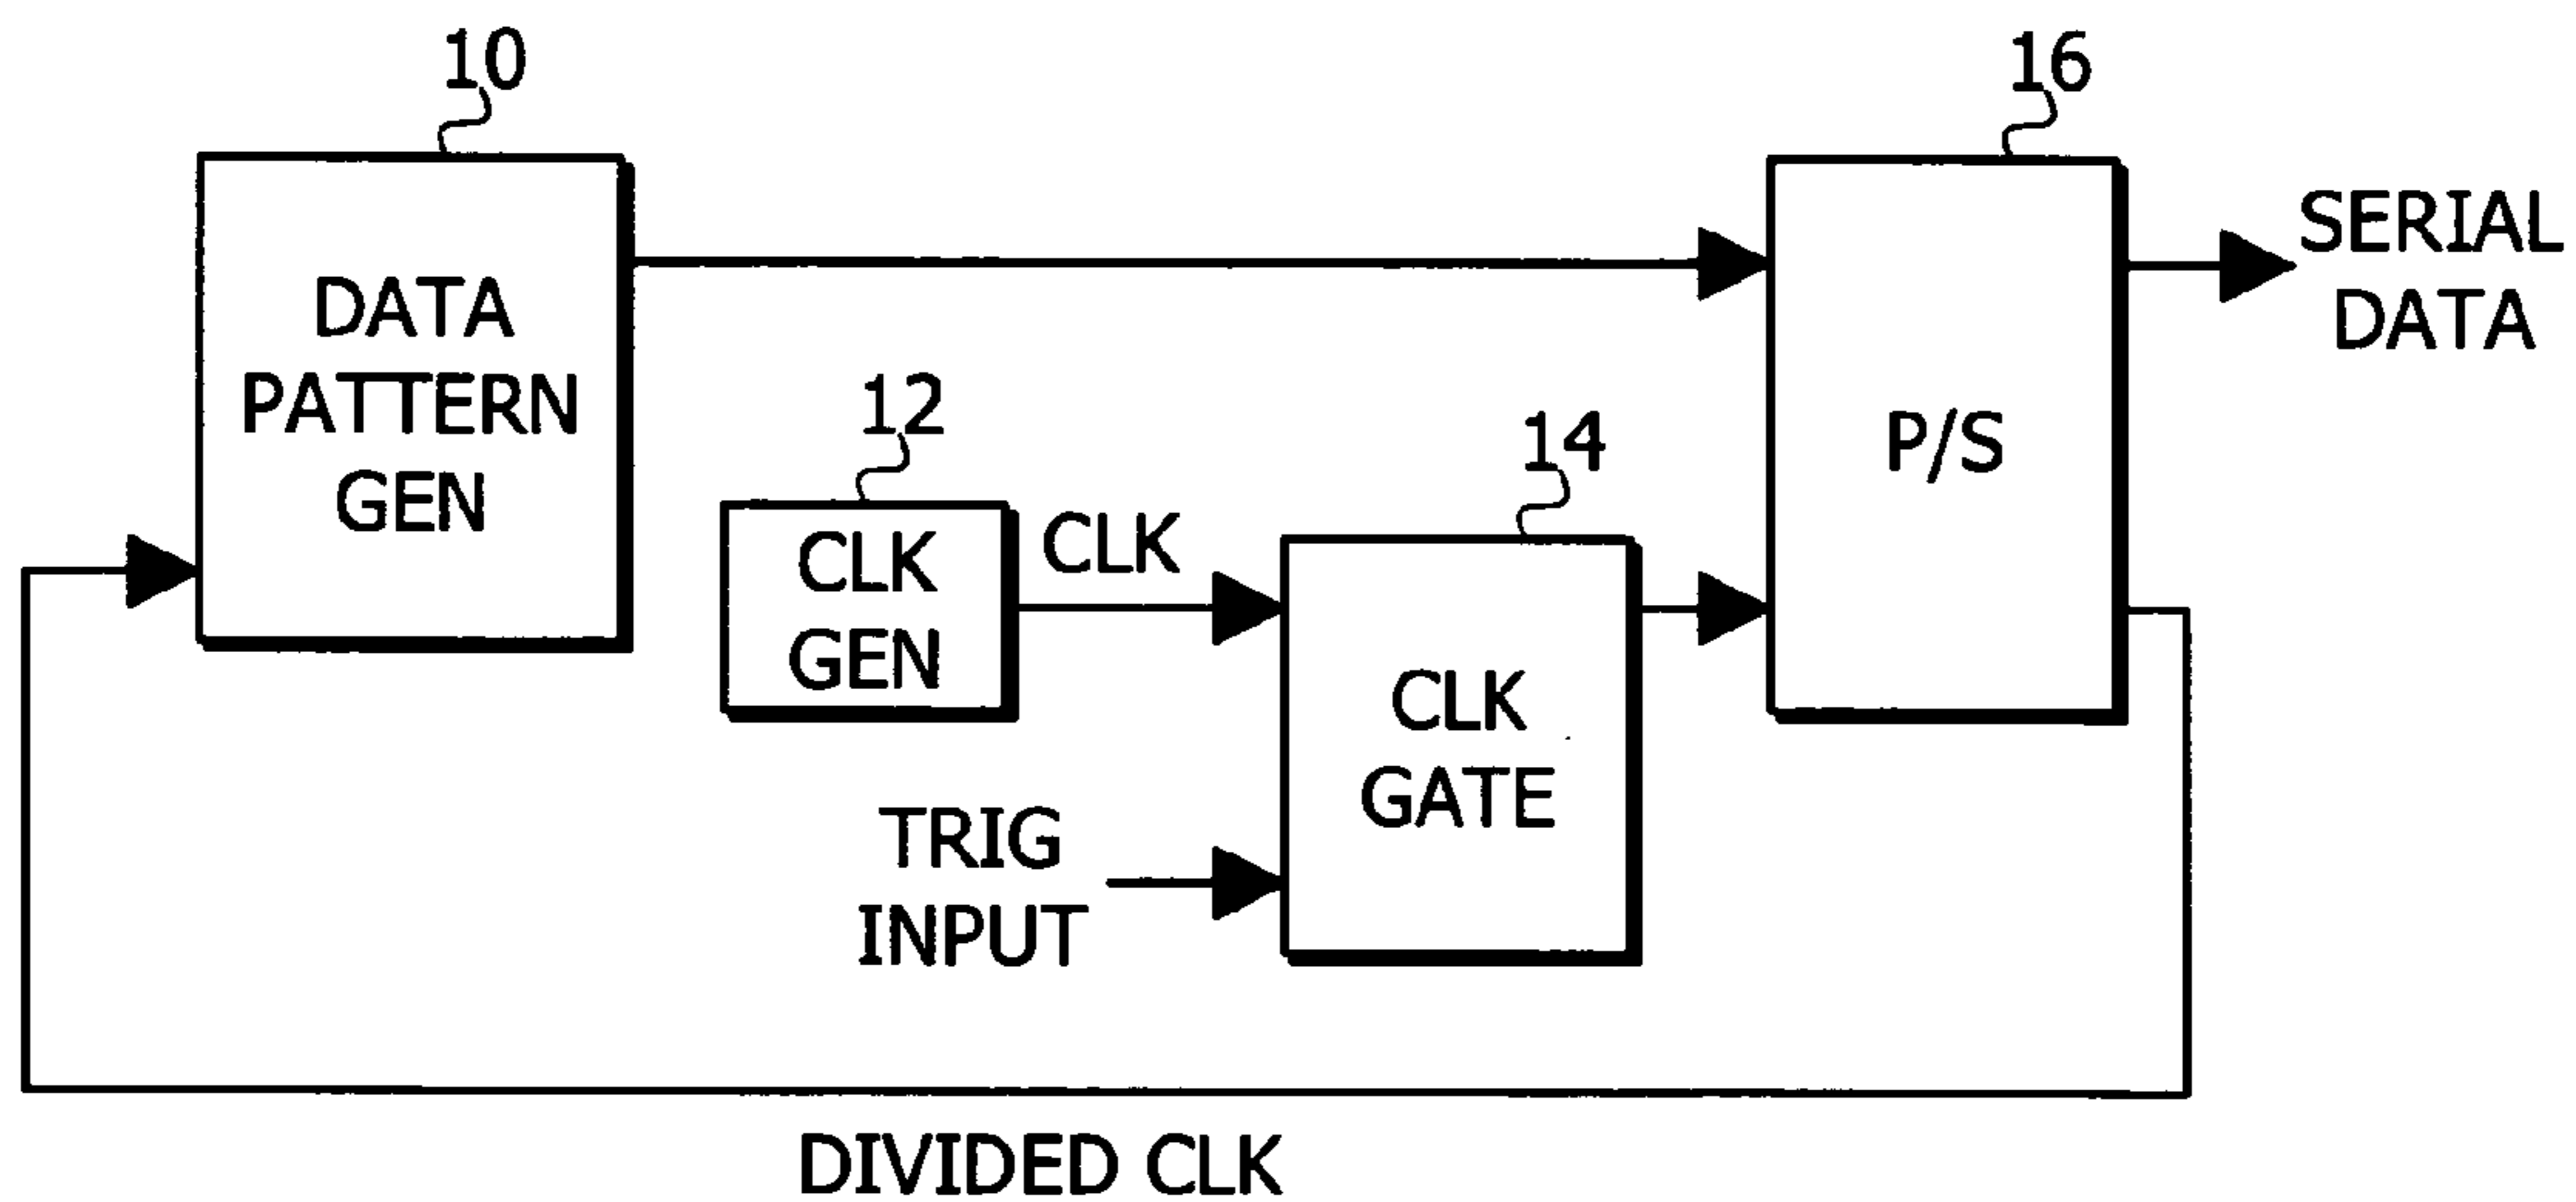 10
16
DATA
PATTERN
GEN
SERIAL
DATA
P/S
12
CLK
GEN
CLK
14
CLK
GATE
TRIG
INPUT
DIVIDED CLK